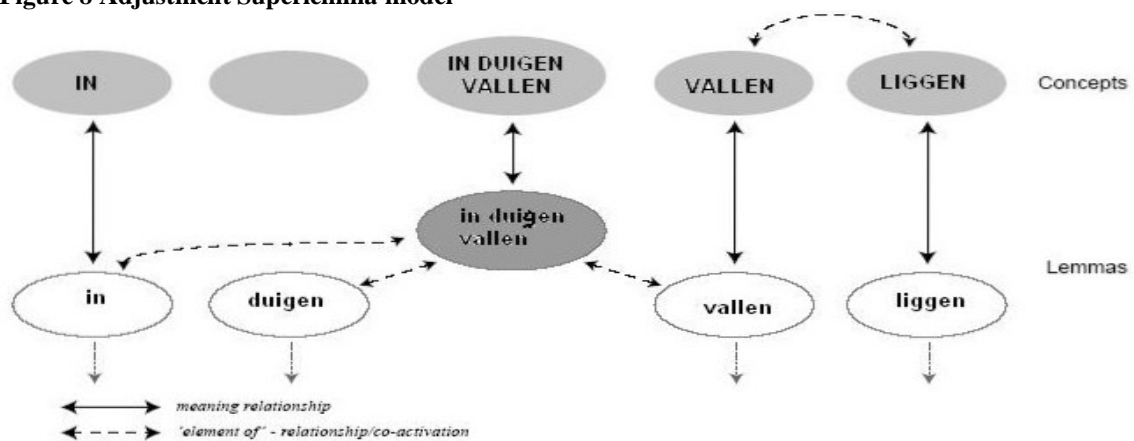 Figure 8 Adjustment Superlemma model
IN
IN DUIGEN
VALLEN
VALLEN
LIGGEN
Concepts
in duigen
vallen
Lemmas
in
duigen
vallen
liggen
meaning relationship
'element of' - relationship/co-activation